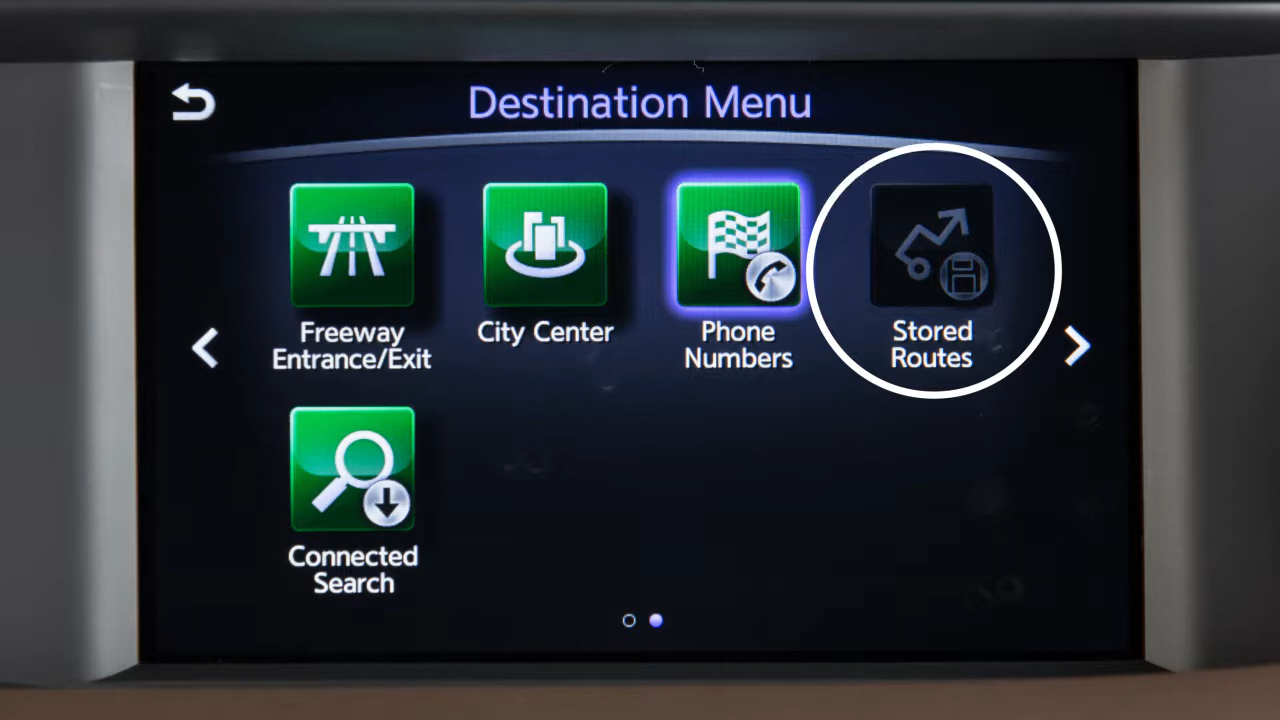 Destination Menu
Freeway
Entrance/Exit
City Center
Phone
Numbers
Stored
Routes
Connected
Search